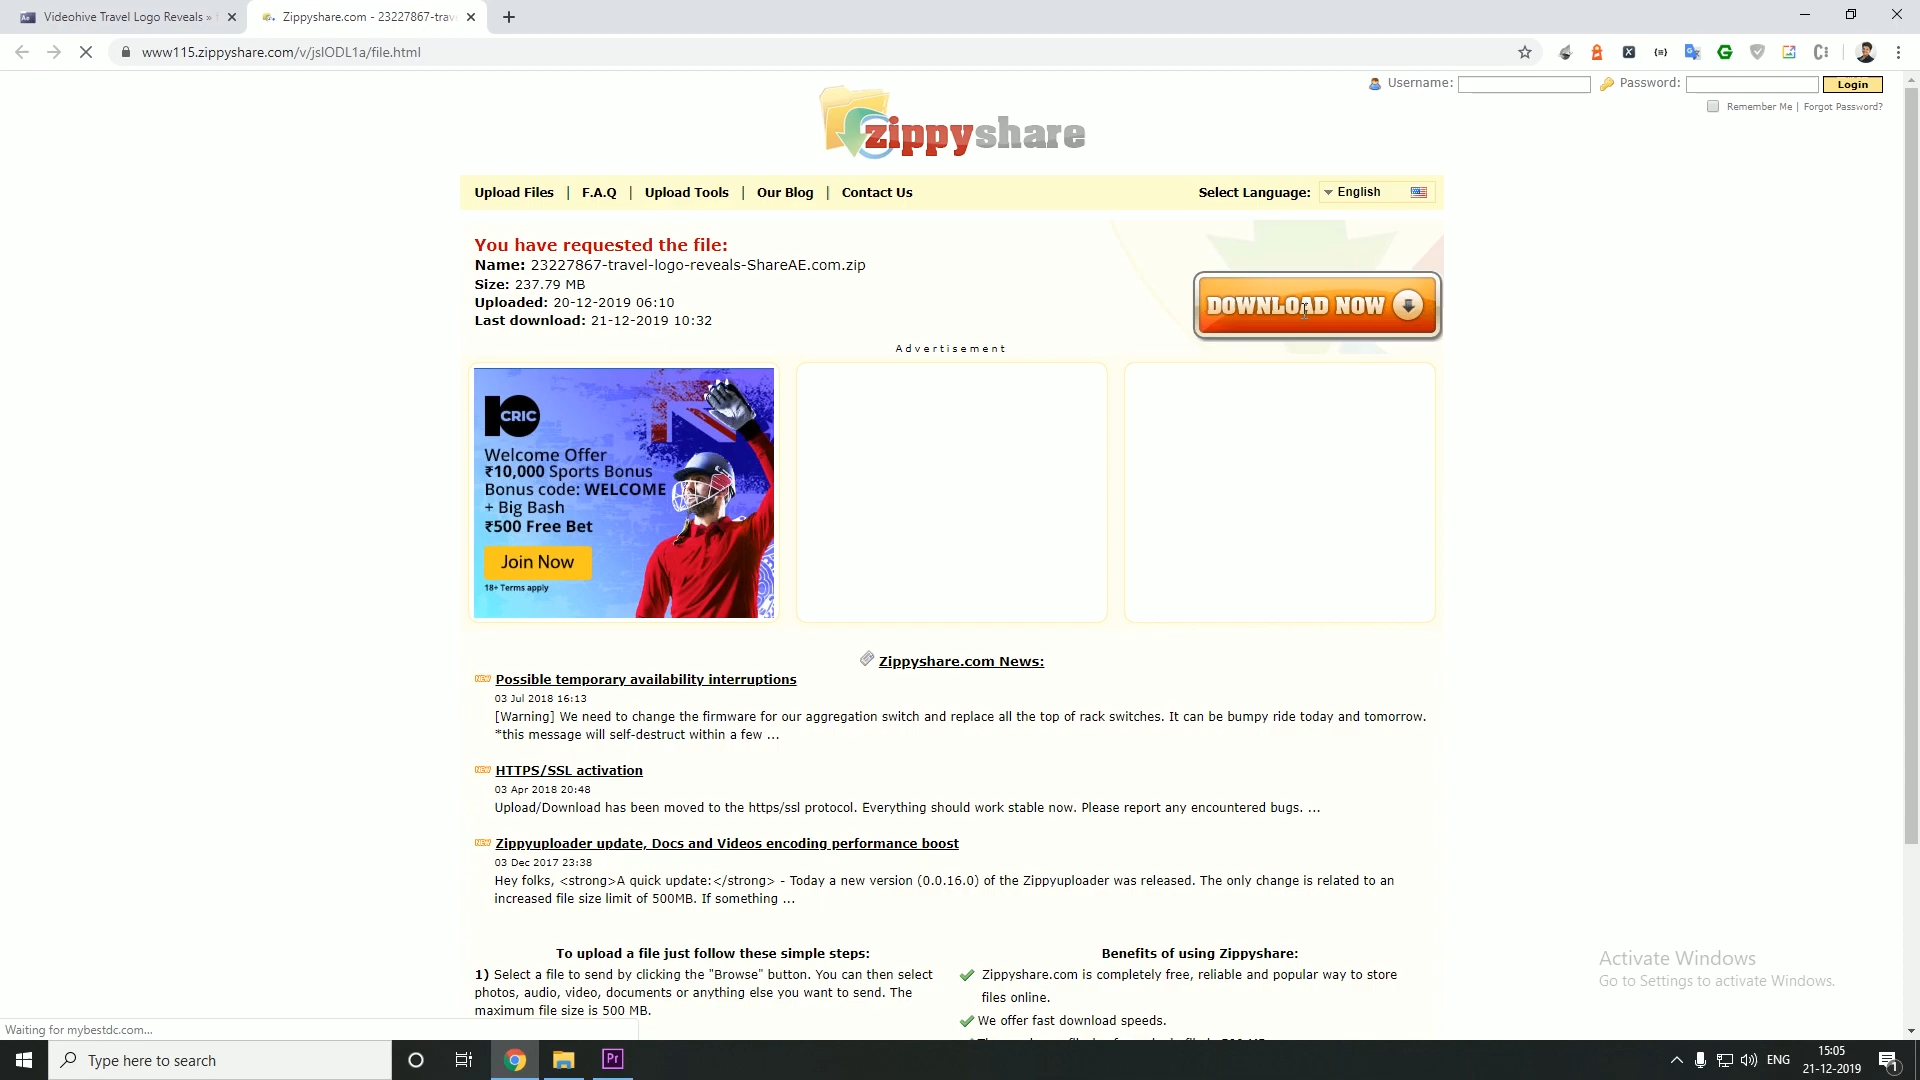 Videohive Travel Logo Reveals »
Zippyshare.com - 23227867-trav
www115.zippyshare.com/v/jslODL1a/file.html
Username:
Password:
Login
Remember Me | Forgot Password?
zippyshare
Upload Files | F.A.Q | Upload Tools | Our Blog | Contact Us
Select Language: English
You have requested the file:
Name: 23227867-travel-logo-reveals-ShareAE.com.zip
Size: 237.79 MB
Uploaded: 20-12-2019 06:10
Last download: 21-12-2019 10:32
DOWNLOAD NOW
Advertisement
10CRIC
Welcome Offer
₹10,000 Sports Bonus
Bonus code: WELCOME
+ Big Bash
₹500 Free Bet
Join Now
18+ Terms apply
Zippyshare.com News:
NEW Possible temporary availability interruptions
03 Jul 2018 16:13
[Warning] We need to change the firmware for our aggregation switch and replace all the top of rack switches. It can be bumpy ride today and tomorrow.
*this message will self-destruct within a few ...
NEW HTTPS/SSL activation
03 Apr 2018 20:48
Upload/Download has been moved to the https/ssl protocol. Everything should work stable now. Please report any encountered bugs. ...
NEW Zippyuploader update, Docs and Videos encoding performance boost
03 Dec 2017 23:38
Hey folks, <strong>A quick update:</strong> - Today a new version (0.0.16.0) of the Zippyuploader was released. The only change is related to an
increased file size limit of 500MB. If something ...
To upload a file just follow these simple steps:
1) Select a file to send by clicking the "Browse" button. You can then select
photos, audio, video, documents or anything else you want to send. The
maximum file size is 500 MB.
Benefits of using Zippyshare:
Zippyshare.com is completely free, reliable and popular way to store
files online.
We offer fast download speeds.
Activate Windows
Go to Settings to activate Windows.
Waiting for mybestdc.com...
Type here to search
Pr
ENG
15:05
21-12-2019
1